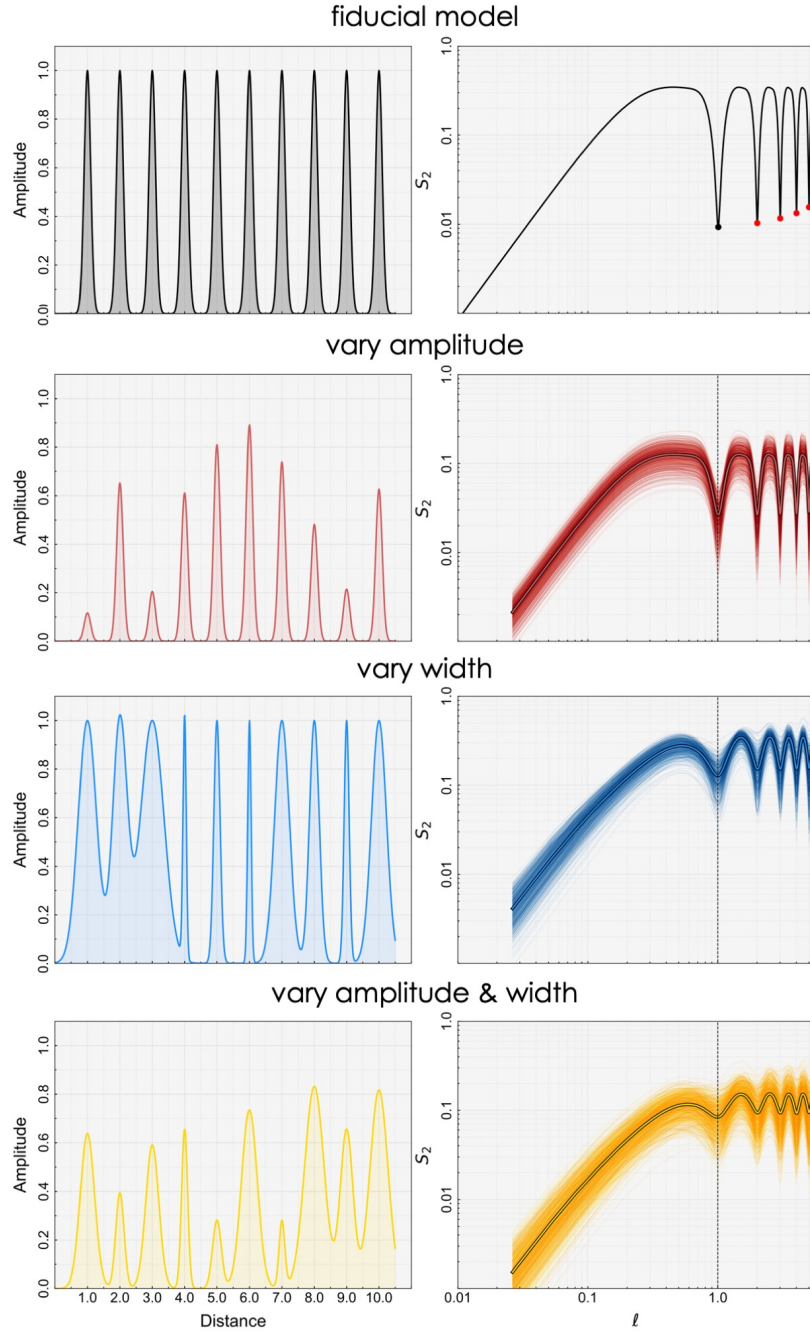 fiducial model
Amplitude
0.0 0.2 0.4 0.6 0.8 1.0
S2
0.01 0.1 1.0
vary amplitude
Amplitude
0.0 0.2 0.4 0.6 0.8 1.0
S2
0.01 0.1 1.0
vary width
Amplitude
0.0 0.2 0.4 0.6 0.8 1.0
S2
0.01 0.1 1.0
vary amplitude & width
Amplitude
0.0 0.2 0.4 0.6 0.8 1.0
S2
0.01 0.1 1.0
1.0 2.0 3.0 4.0 5.0 6.0 7.0 8.0 9.0 10.0
Distance
0.01 0.1 1.0
ℓ